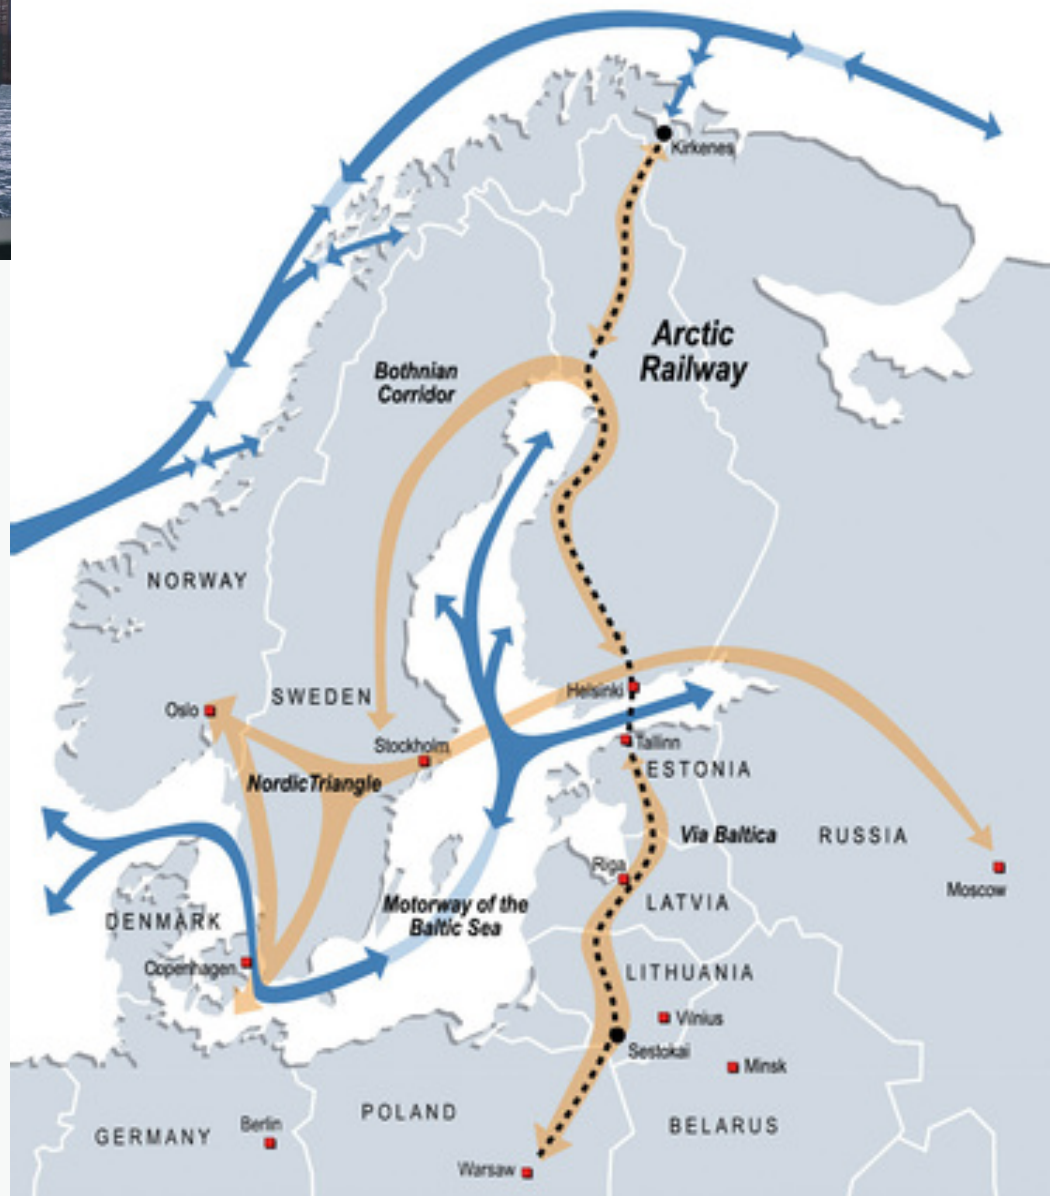 Kirkenes
Arctic
Railway
Bothnian
Corridor
NORWAY
SWEDEN
Helsinki
Oslo
Stockholm
Tallinn
ESTONIA
NordicTriangle
Via Baltica
RUSSIA
Riga
Moscow
LATVIA
Motorway of the
Baltic Sea
DENMARK
Copenhagen
LITHUANIA
Vilnius
Sestokai
Minsk
POLAND
BELARUS
Berlin
GERMANY
Warsaw